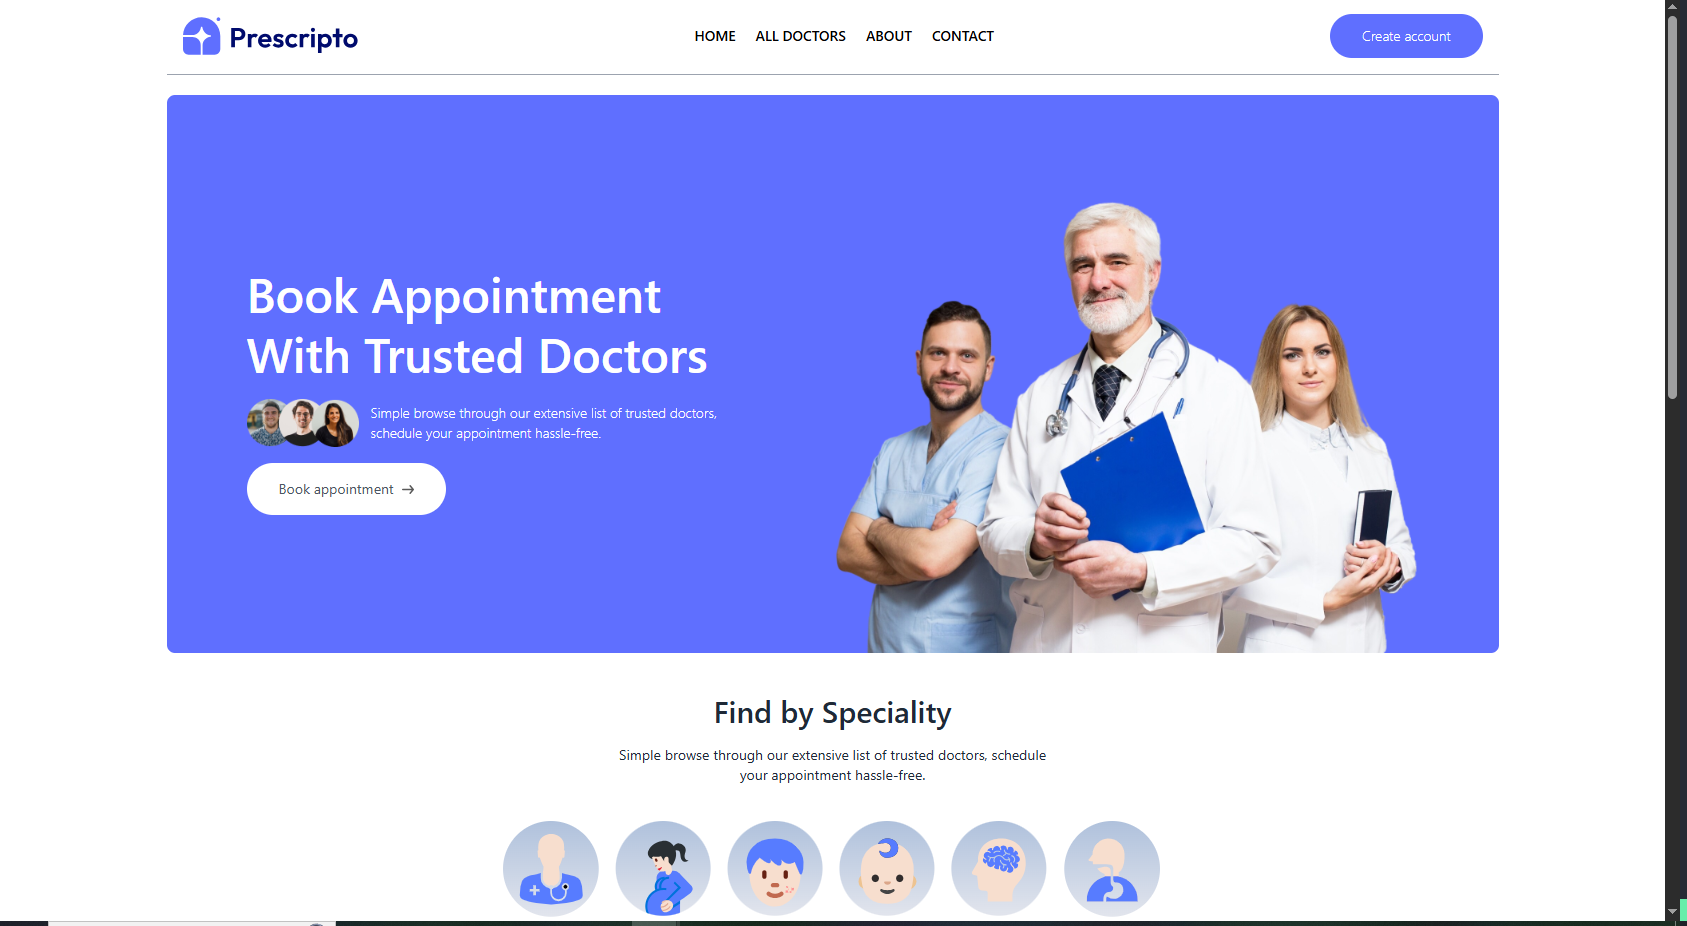 Prescripto
HOME
ALL DOCTORS
ABOUT
CONTACT
Create account
Book Appointment
With Trusted Doctors
Simple browse through our extensive list of trusted doctors,
schedule your appointment hassle-free.
Book appointment →
Find by Speciality
Simple browse through our extensive list of trusted doctors, schedule
your appointment hassle-free.